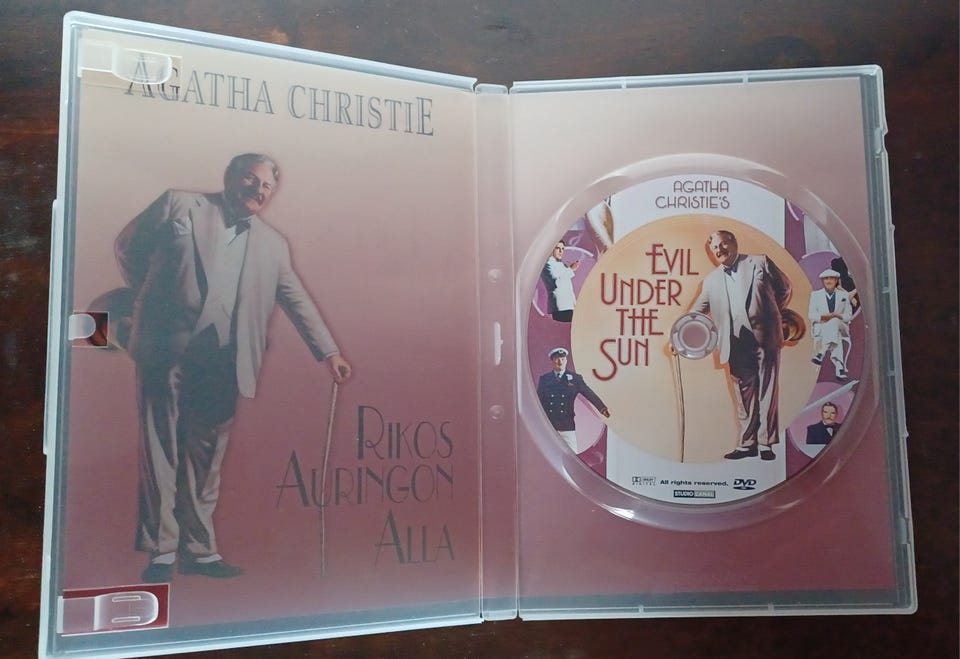 AGATHA CHRISTIE
RIKOS
AURINGON
ALLA
AGATHA
CHRISTIE'S
EVIL
UNDER
THE
SUN
All rights reserved.
DVD
STUDIO CANAL